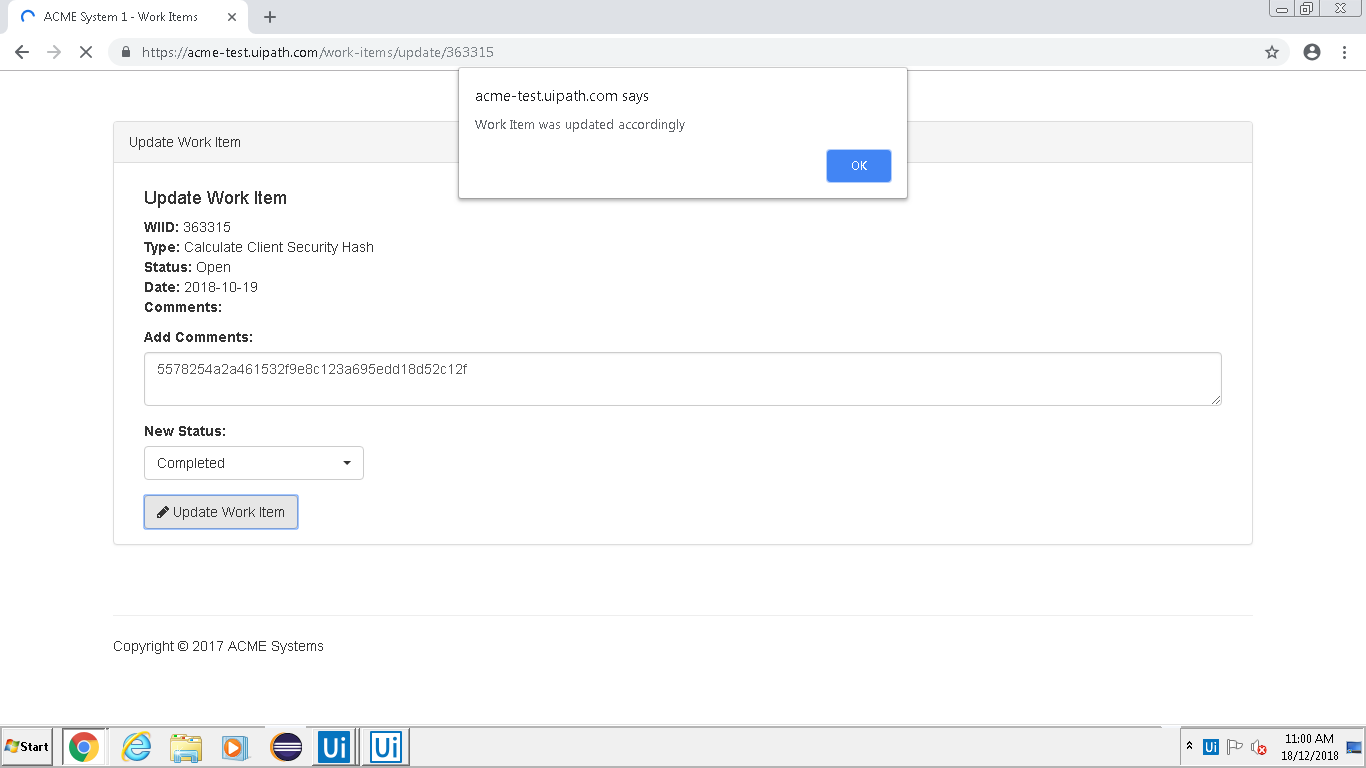 ACME System 1 - Work Items
https://acme-test.uipath.com/work-items/update/363315
acme-test.uipath.com says
Work Item was updated accordingly
OK
Update Work Item
Update Work Item
WIID: 363315
Type: Calculate Client Security Hash
Status: Open
Date: 2018-10-19
Comments:
Add Comments:
5578254a2a461532f9e8c123a695edd18d52c12f
New Status:
Completed
Update Work Item
Copyright © 2017 ACME Systems
Start
Ui
Ui
Ui
11:00 AM
18/12/2018